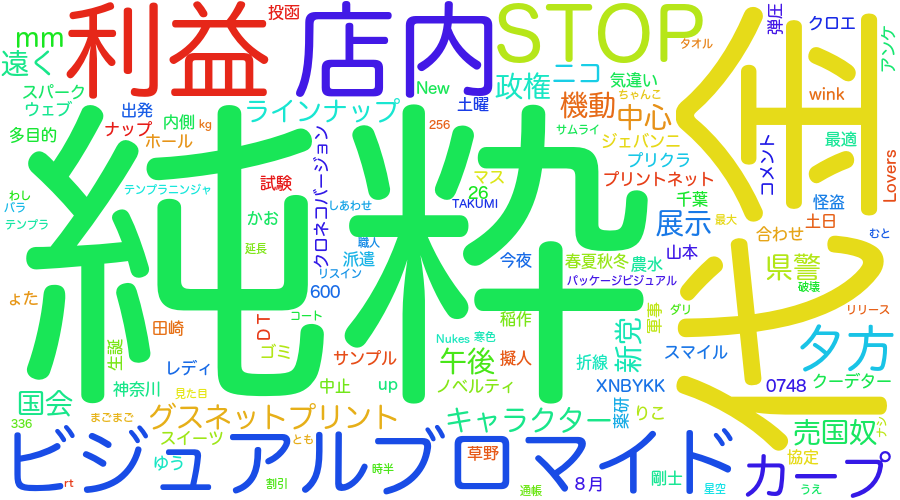 利益
投函
店内
STOP
タオル
弾圧
クロエ
アンケ
mm
遠く
スパーク
ウェブ
出発
多目的
ナップ
内側
kg
ホール
ラインナップ
New
土曜
256
政権
ニコ
気違い
ちゃんこ
機動
中心
サムライ
ジェバンニ
プリクラ
wink
最適
コメント
Lovers
わし
バラ
テンプラ
テンプラニンジャ
試験
しあわせ
TAKUMI
マス
26
プリントネット
千葉
怪盗
土日
純粋
かお
延長
クロネコバージョン
職人
派遣
リスイン
600
今夜
春夏秋冬
農水
展示
山本
最大
合わせ
むと
パッケージビジュアル
県警
破壊
ょた
田崎
DT
コート
稲作
Nukes
寒色
新党
軍事
ダリ
リリース
生誕
ゴミ
サンプル
午後
擬人
折線
スマイル
夕方
レディ
国会
神奈川
見た目
中止
up
ノベルティ
XNBYKK
0748
クーデター
336
まごまご
グスネットプリント
キャラクター
薬研
りこ
売国奴
ナシ
スイーツ
とも
ゆう
ビジュアルブロマイド
草野
カープ
協定
rt
割引
時半
通帳
8月
剛士
星空
うえ